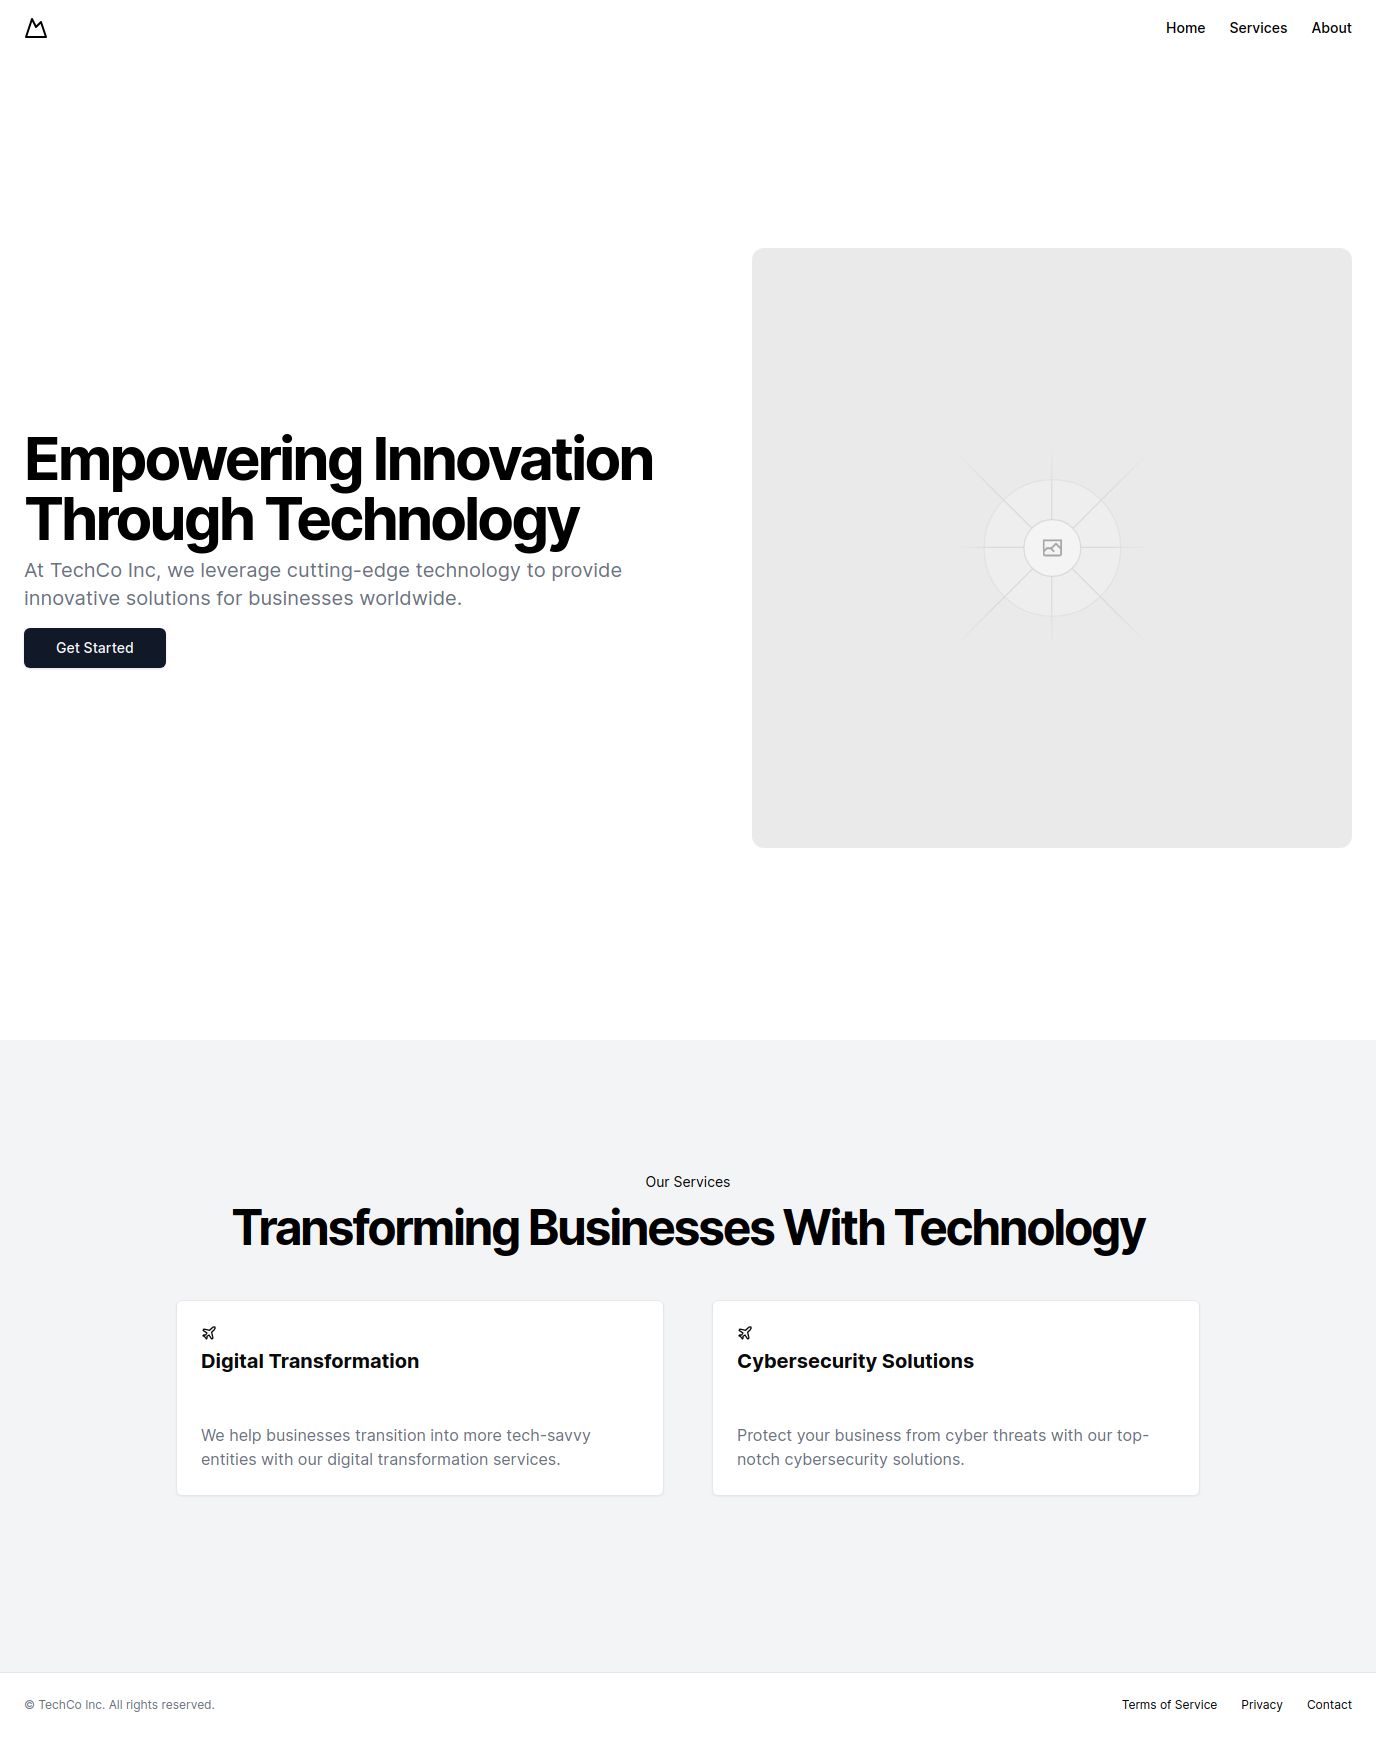 Home Services About
Empowering Innovation
Through Technology
At TechCo Inc, we leverage cutting-edge technology to provide
innovative solutions for businesses worldwide.
Get Started
Our Services
Transforming Businesses With Technology
Digital Transformation
We help businesses transition into more tech-savvy
entities with our digital transformation services.
Cybersecurity Solutions
Protect your business from cyber threats with our top-
notch cybersecurity solutions.
© TechCo Inc. All rights reserved.
Terms of Service Privacy Contact